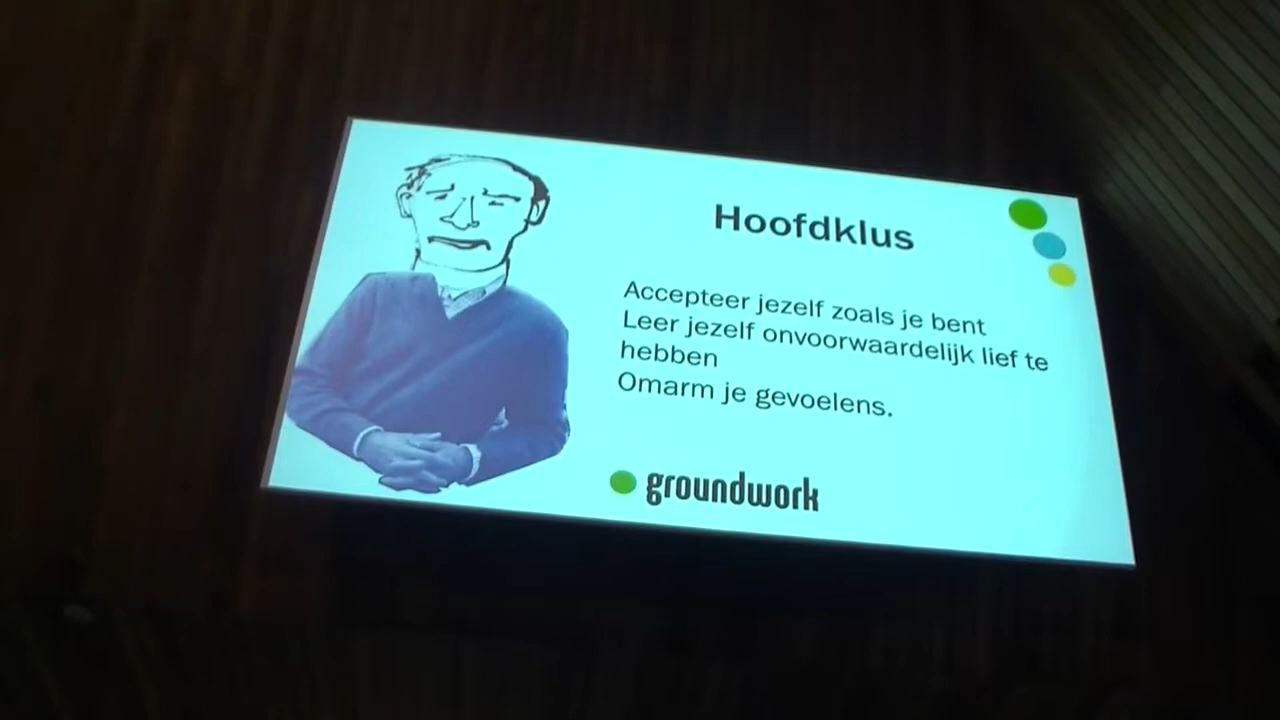 Hoofdklus
Accepteer jezelf zoals je bent
Leer jezelf onvoorwaardelijk lief te
hebben
Omarm je gevoelens.
groundwork